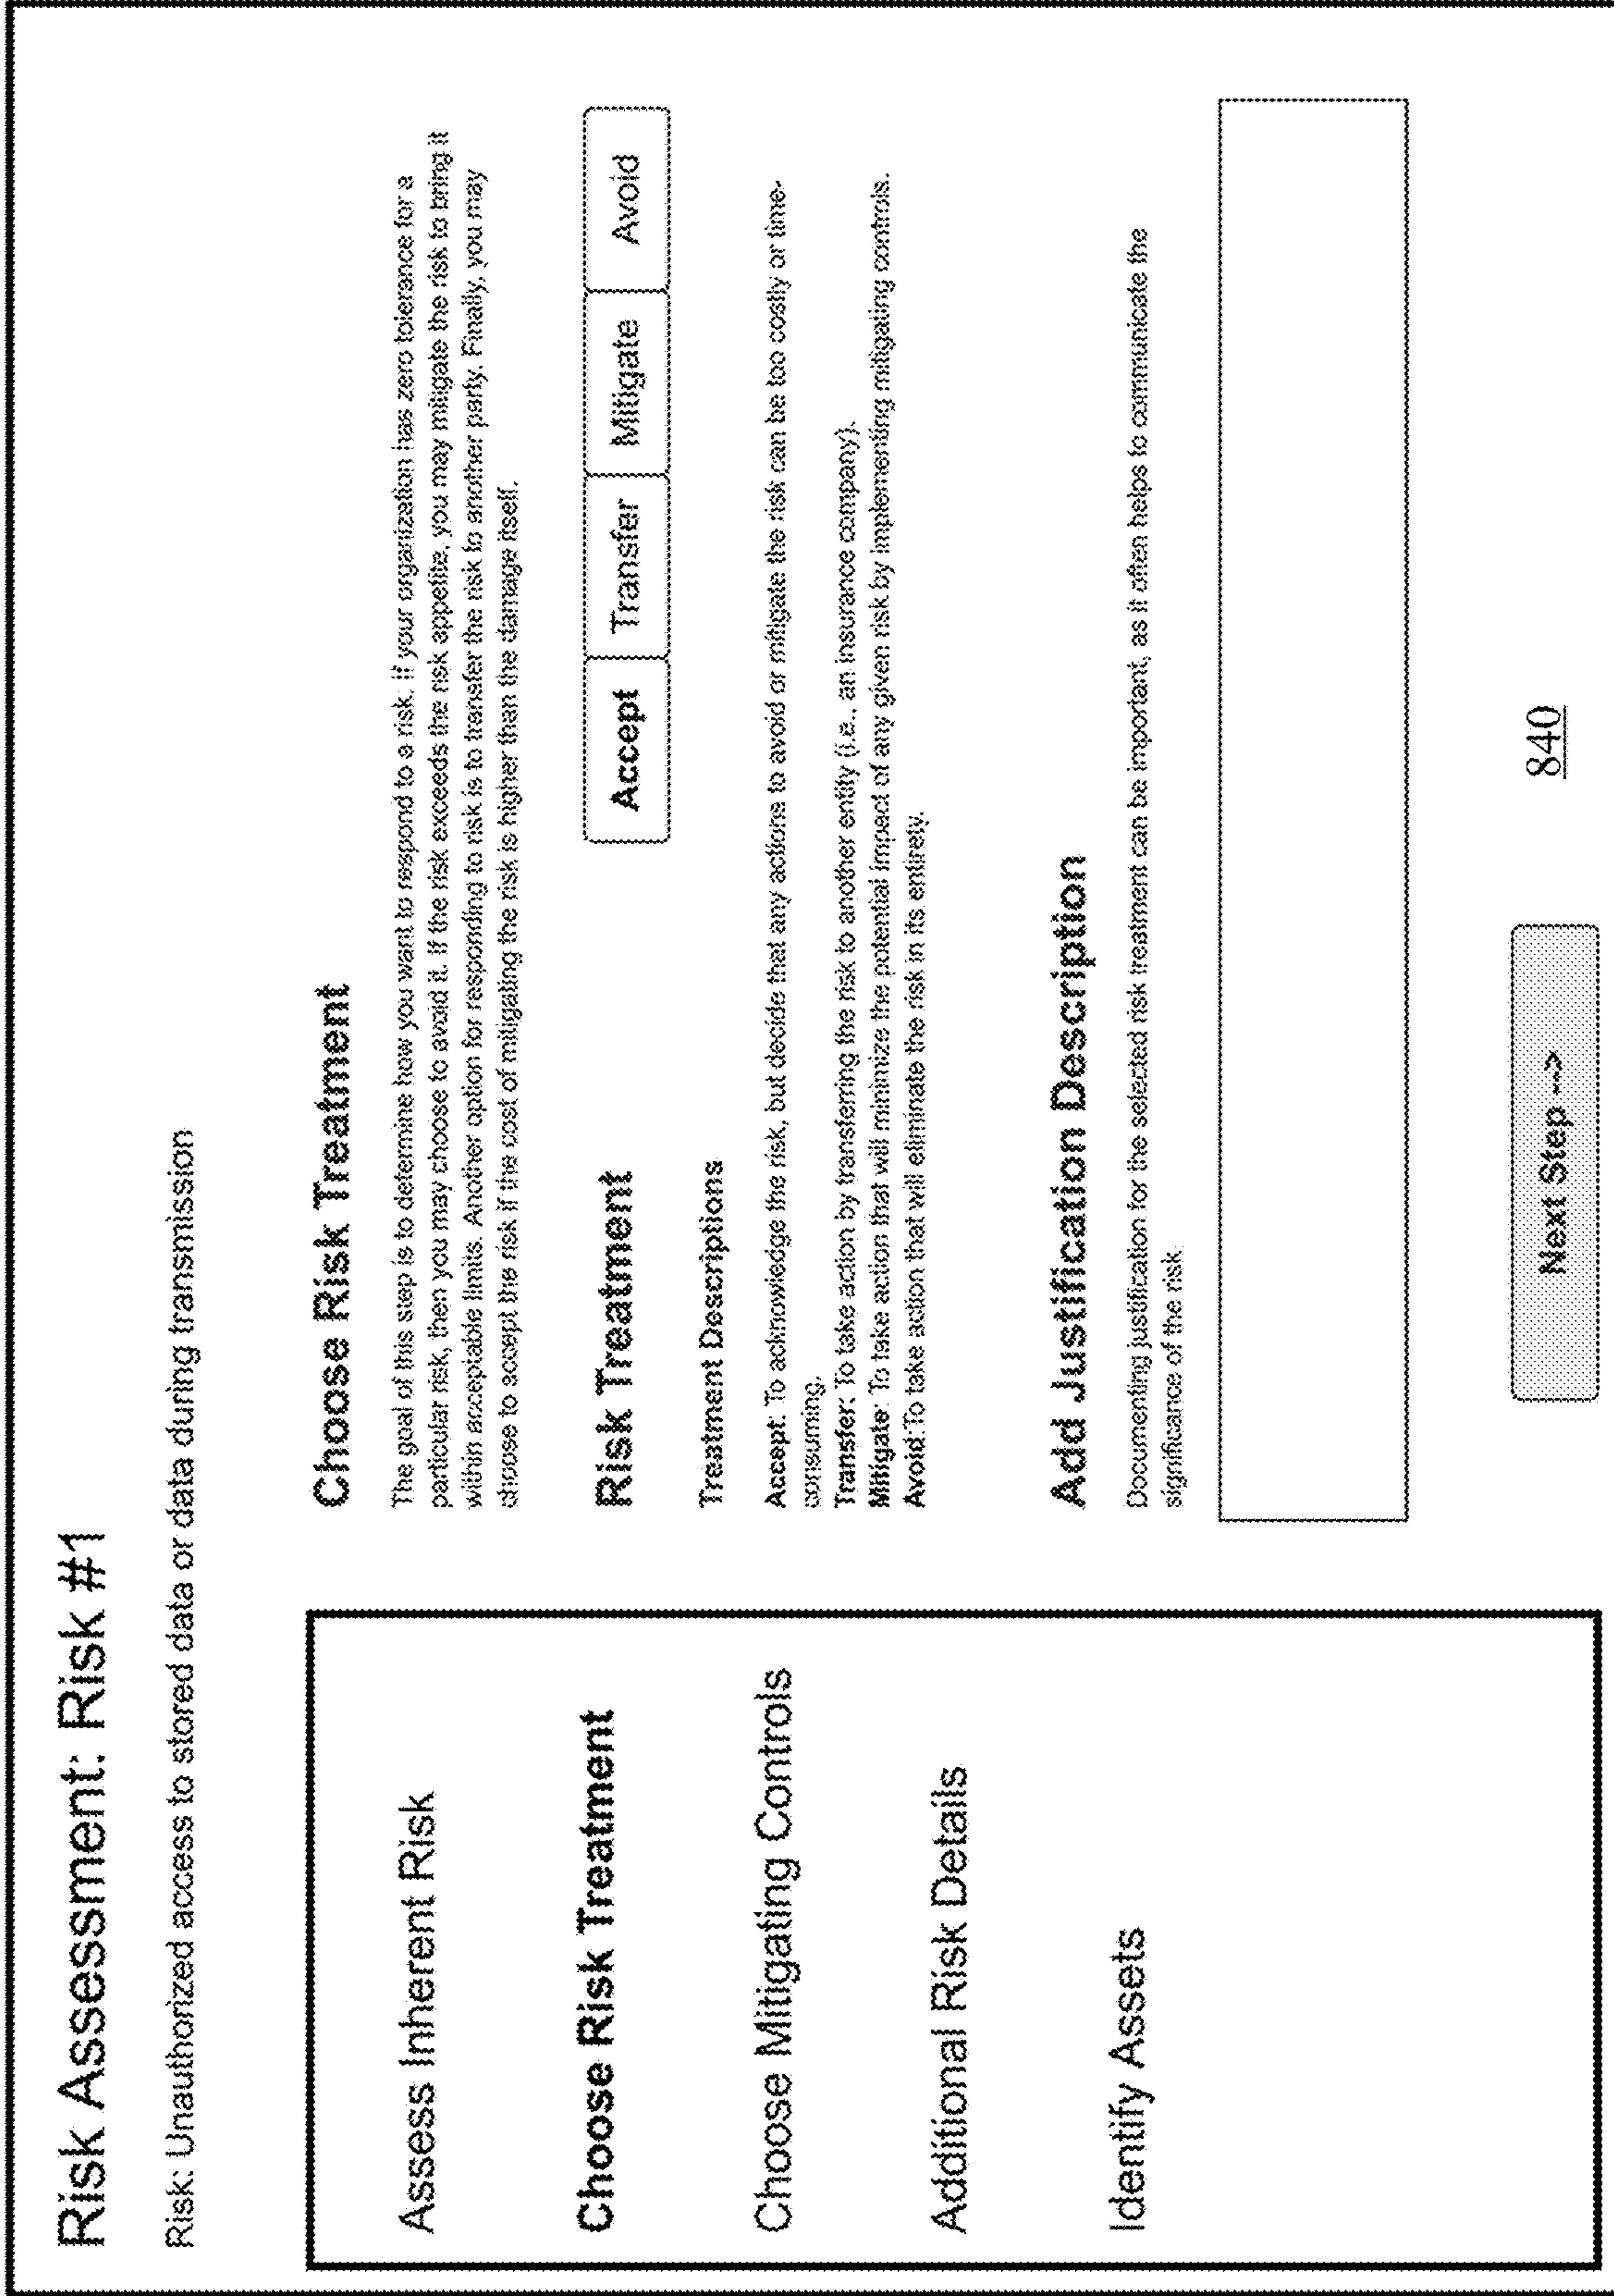 Risk Assessment: Risk #1
Risk: Unauthorized access to stored data or data during transmission
Assess Inherent Risk
Choose Risk Treatment
Choose Mitigating Controls
Additional Risk Details
Identify Assets
Choose Risk Treatment
The goal of this step is to determine how you want to respond to a risk. If your organization has zero tolerance for a
particular risk, then you may choose to avoid it. If the risk exceeds the risk appetite, you may mitigate the risk to bring it
within acceptable limits. Another option for responding to risk is to transfer the risk to another party. Finally, you may
choose to accept the risk if the cost of mitigating the risk is higher than the damage itself.
Risk Treatment
Accept
Transfer
Mitigate
Avoid
Treatment Descriptions
Accept: To acknowledge the risk, but decide that any actions to avoid or mitigate the risk can be too costly or time-
consuming.
Transfer: To take action by transferring the risk to another entity (i.e., an insurance company).
Mitigate: To take action that will minimize the potential impact of any given risk by implementing mitigating controls.
Avoid: To take action that will eliminate the risk in its entirety.
Add Justification Description
Documenting justification for the selected risk treatment can be important, as it often helps to communicate the
significance of the risk.
Next Step -->
840